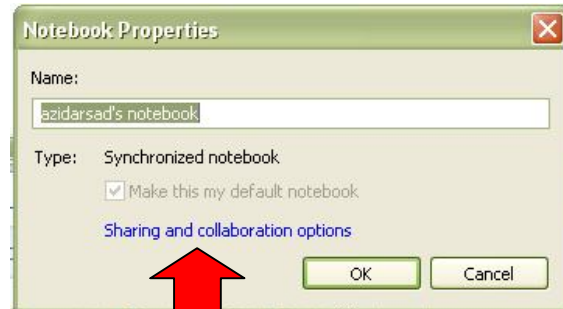 Notebook Properties
Name:
azidarsad's notebook
Type: Synchronized notebook
Make this my default notebook
Sharing and collaboration options
OK Cancel